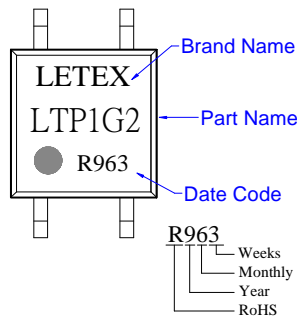 Brand Name
LETEX
LTP1G2
Part Name
R963
Date Code
R963
Weeks
Monthly
Year
RoHS